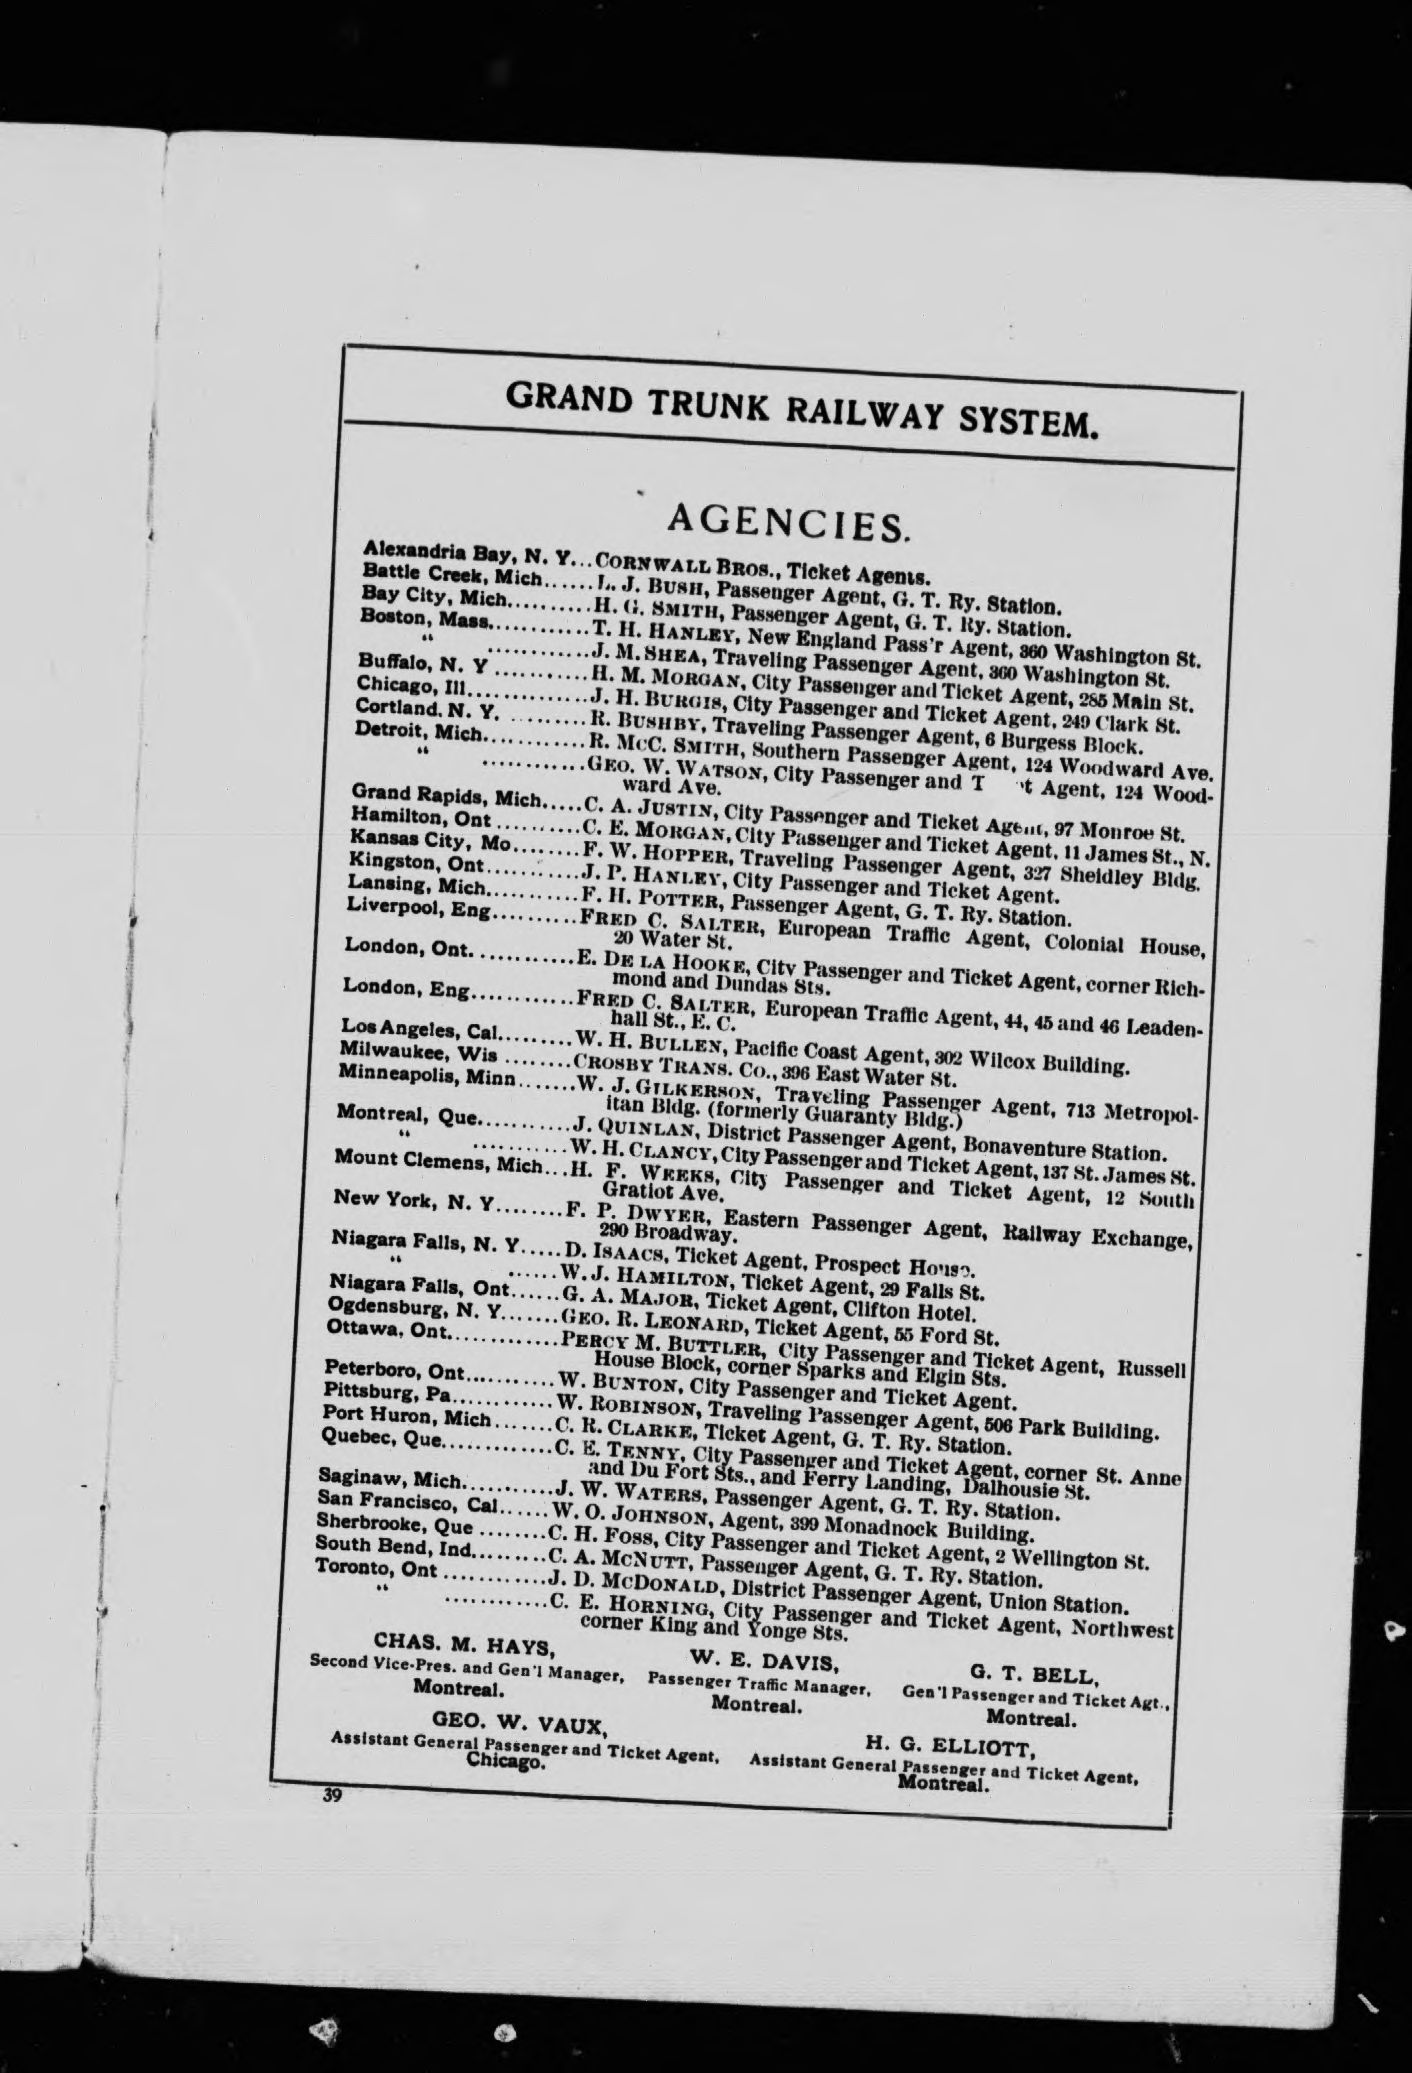 GRAND TRUNK RAILWAY SYSTEM.
AGENCIES.
Alexandria Bay, N. Y...CORNWALL BROS., Ticket Agents.
Battle Creek, Mich......L. J. BUSH, Passenger Agent, G. T. Ry. Station.
Bay City, Mich..........H. G. SMITH, Passenger Agent, G. T. Ry. Station.
Boston, Mass............T. H. HANLEY, New England Pass'r Agent, 360 Washington St.
" ............J. M. SHEA, Traveling Passenger Agent, 360 Washington St.
Buffalo, N. Y ...........H. M. MORGAN, City Passenger and Ticket Agent, 285 Main St.
Chicago, Ill..............J. H. BURGIS, City Passenger and Ticket Agent, 249 Clark St.
Cortland, N. Y. .........R. BUSHBY, Traveling Passenger Agent, 6 Burgess Block.
Detroit, Mich............R. MCC. SMITH, Southern Passenger Agent, 124 Woodward Ave.
" ............GEO. W. WATSON, City Passenger and T t Agent, 124 Wood-
ward Ave.
Grand Rapids, Mich.....C. A. JUSTIN, City Passenger and Ticket Agent, 97 Monroe St.
Hamilton, Ont ..........C. E. MORGAN, City Passenger and Ticket Agent, 11 James St., N.
Kansas City, Mo........F. W. HOPPER, Traveling Passenger Agent, 327 Sheidley Bldg.
Kingston, Ont...........J. P. HANLEY, City Passenger and Ticket Agent.
Lansing, Mich...........F. H. POTTER, Passenger Agent, G. T. Ry. Station.
Liverpool, Eng..........FRED C. SALTER, European Traffic Agent, Colonial House,
20 Water St.
London, Ont.............E. DE LA HOOKE, City Passenger and Ticket Agent, corner Rich-
mond and Dundas Sts.
London, Eng............FRED C. SALTER, European Traffic Agent, 44, 45 and 46 Leaden-
hall St., E. C.
Los Angeles, Cal.........W. H. BULLEN, Pacific Coast Agent, 302 Wilcox Building.
Milwaukee, Wis ........CROSBY TRANS. CO., 396 East Water St.
Minneapolis, Minn.......W. J. GILKERSON, Traveling Passenger Agent, 713 Metropol-
itan Bldg. (formerly Guaranty Bldg.)
Montreal, Que...........J. QUINLAN, District Passenger Agent, Bonaventure Station.
" ..........W. H. CLANCY, City Passenger and Ticket Agent, 137 St. James St.
Mount Clemens, Mich...H. F. WEEKS, City Passenger and Ticket Agent, 12 South
Gratiot Ave.
New York, N. Y........F. P. DWYER, Eastern Passenger Agent, Railway Exchange,
290 Broadway.
Niagara Falls, N. Y.....D. ISAACS, Ticket Agent, Prospect House.
" ......W. J. HAMILTON, Ticket Agent, 29 Falls St.
Niagara Falls, Ont......G. A. MAJOR, Ticket Agent, Clifton Hotel.
Ogdensburg, N. Y.......GEO. R. LEONARD, Ticket Agent, 55 Ford St.
Ottawa, Ont.............PERCY M. BUTTLER, City Passenger and Ticket Agent, Russell
House Block, corner Sparks and Elgin Sts.
Peterboro, Ont...........W. BUNTON, City Passenger and Ticket Agent.
Pittsburg, Pa............W. ROBINSON, Traveling Passenger Agent, 506 Park Building.
Port Huron, Mich.......C. R. CLARKE, Ticket Agent, G. T. Ry. Station.
Quebec, Que.............C. E. TENNY, City Passenger and Ticket Agent, corner St. Anne
and Du Fort Sts., and Ferry Landing, Dalhousie St.
Saginaw, Mich...........J. W. WATERS, Passenger Agent, G. T. Ry. Station.
San Francisco, Cal......W. O. JOHNSON, Agent, 399 Monadnock Building.
Sherbrooke, Que ........C. H. FOSS, City Passenger and Ticket Agent, 2 Wellington St.
South Bend, Ind.........C. A. MCNUTT, Passenger Agent, G. T. Ry. Station.
Toronto, Ont ............J. D. MCDONALD, District Passenger Agent, Union Station.
" ............C. E. HORNING, City Passenger and Ticket Agent, Northwest
corner King and Yonge Sts.
CHAS. M. HAYS, W. E. DAVIS, G. T. BELL,
Second Vice-Pres. and Gen'l Manager, Passenger Traffic Manager, Gen'l Passenger and Ticket Agt.,
Montreal. Montreal. Montreal.
GEO. W. VAUX, H. G. ELLIOTT,
Assistant General Passenger and Ticket Agent, Assistant General Passenger and Ticket Agent,
Chicago. Montreal.
39